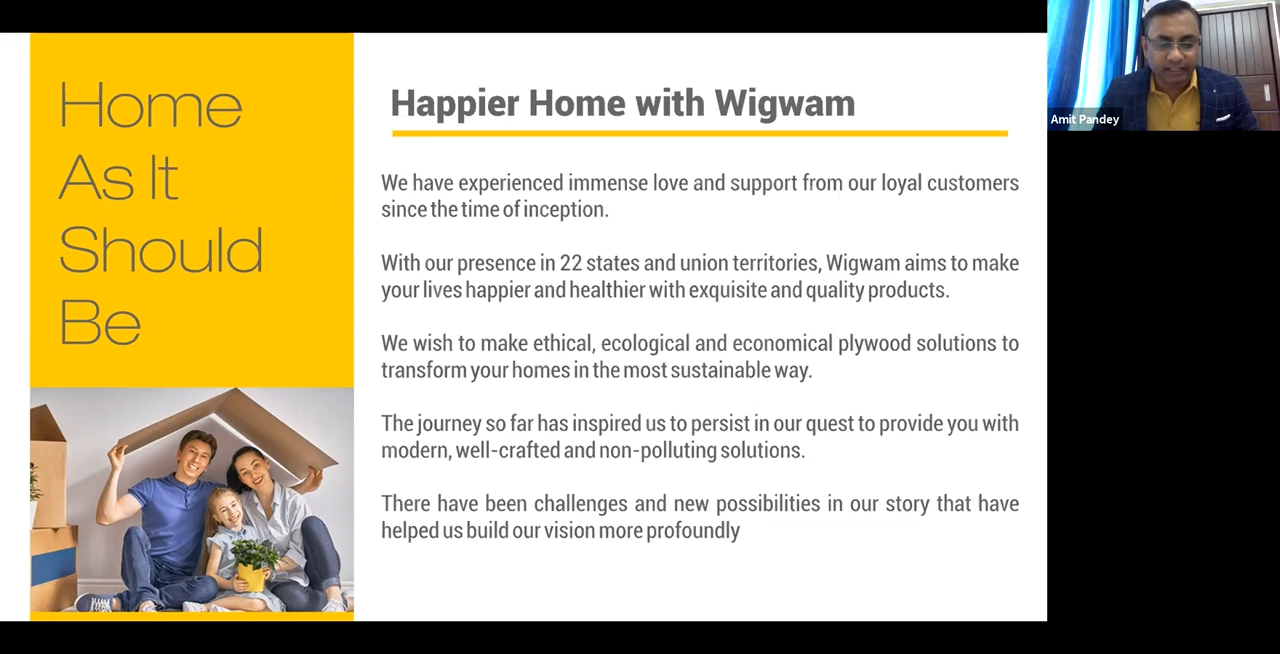 Home
As It
Should
Be
Happier Home with Wigwam
We have experienced immense love and support from our loyal customers
since the time of inception.
With our presence in 22 states and union territories, Wigwam aims to make
your lives happier and healthier with exquisite and quality products.
We wish to make ethical, ecological and economical plywood solutions to
transform your homes in the most sustainable way.
The journey so far has inspired us to persist in our quest to provide you with
modern, well-crafted and non-polluting solutions.
There have been challenges and new possibilities in our story that have
helped us build our vision more profoundly
Amit Pandey